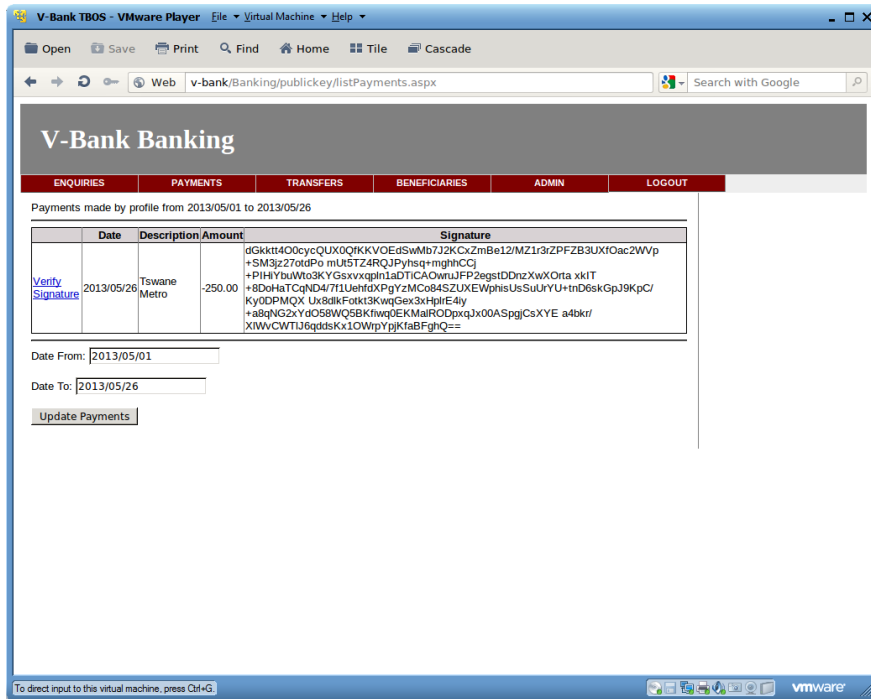 V-Bank TBOS - VMware Player File Virtual Machine Help
Open Save Print Find Home Tile Cascade
Web v-bank/Banking/publickey/listPayments.aspx Search with Google
V-Bank Banking
ENQUIRIES PAYMENTS TRANSFERS BENEFICIARIES ADMIN LOGOUT
Payments made by profile from 2013/05/01 to 2013/05/26
Date Description Amount Signature
Verify Signature 2013/05/26 Tswane Metro -250.00
dGkktt4O0cycQUX0QfKKVOEdSwMb7J2KCxZmBe12/MZ1r3rZPFZB3UXfOac2WVp
+SM3jz27otdPo mUt5TZ4RQJPyhsq+mghhCCj
+PIHiYbuWto3KYGsxvxqpln1aDTiCAOwruJFP2egstDDnzXwXOrta xkIT
+8DoHaTCqND4/7f1UehfdXPgYzMCo84SZUXEWphisUsSuUrYU+tnD6skGpJ9KpC/
Ky0DPMQX Ux8dlkFotkt3KwqGex3xHplrE4iy
+a8qNG2xYdO58WQ5BKfiwq0EKMalRODpxqJx00ASpgjCsXYE a4bkr/
XlWvCWTlJ6qddsKx1OWrpYpjKfaBFghQ==
Date From: 2013/05/01
Date To: 2013/05/26
Update Payments
To direct input to this virtual machine, press Ctrl+G.
vmware